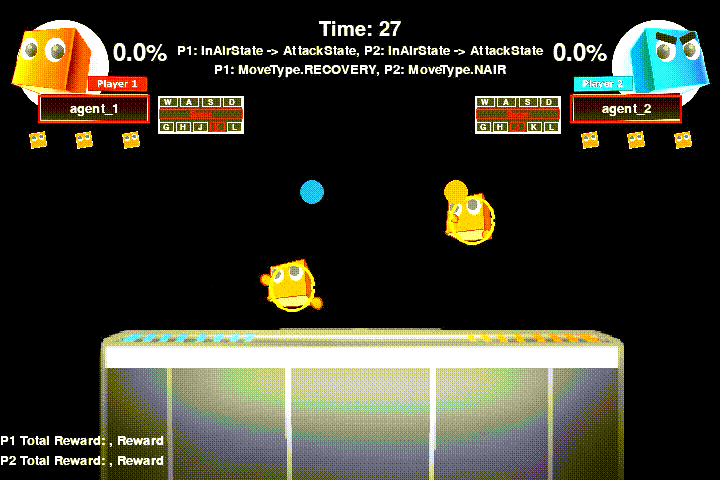 Time: 27
0.0%
P1: InAirState -> AttackState, P2: InAirState -> AttackState
0.0%
P1: MoveType.RECOVERY, P2: MoveType.NAIR
Player 1
Player 2
agent_1
W A S D
G H J L
W A S D
G H K L
agent_2
P1 Total Reward: , Reward
P2 Total Reward: , Reward